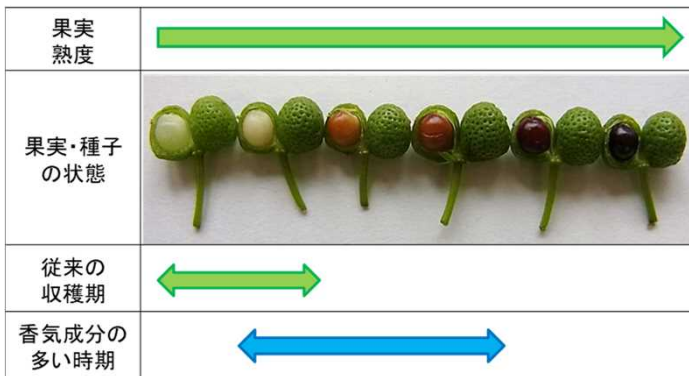 果実
熟度
果実・種子
の状態
従来の
収穫期
香気成分の
多い時期